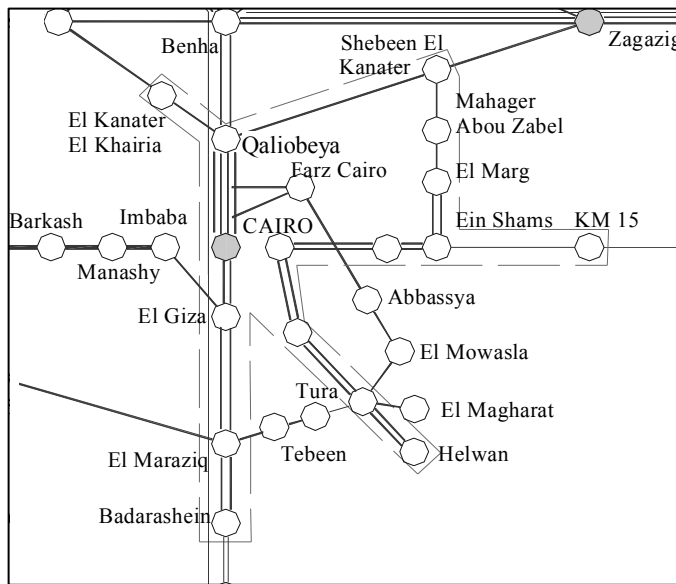 Benha
Shebeen El
Kanater
Zagazig
El Kanater
El Khairia
Mahager
Abou Zabel
Qaliobeya
Farz Cairo
El Marg
Barkash
Imbaba
CAIRO
Ein Shams
KM 15
Manashy
El Giza
Abbassya
El Mowasla
Tura
El Magharat
El Maraziq
Tebeen
Helwan
Badarashein